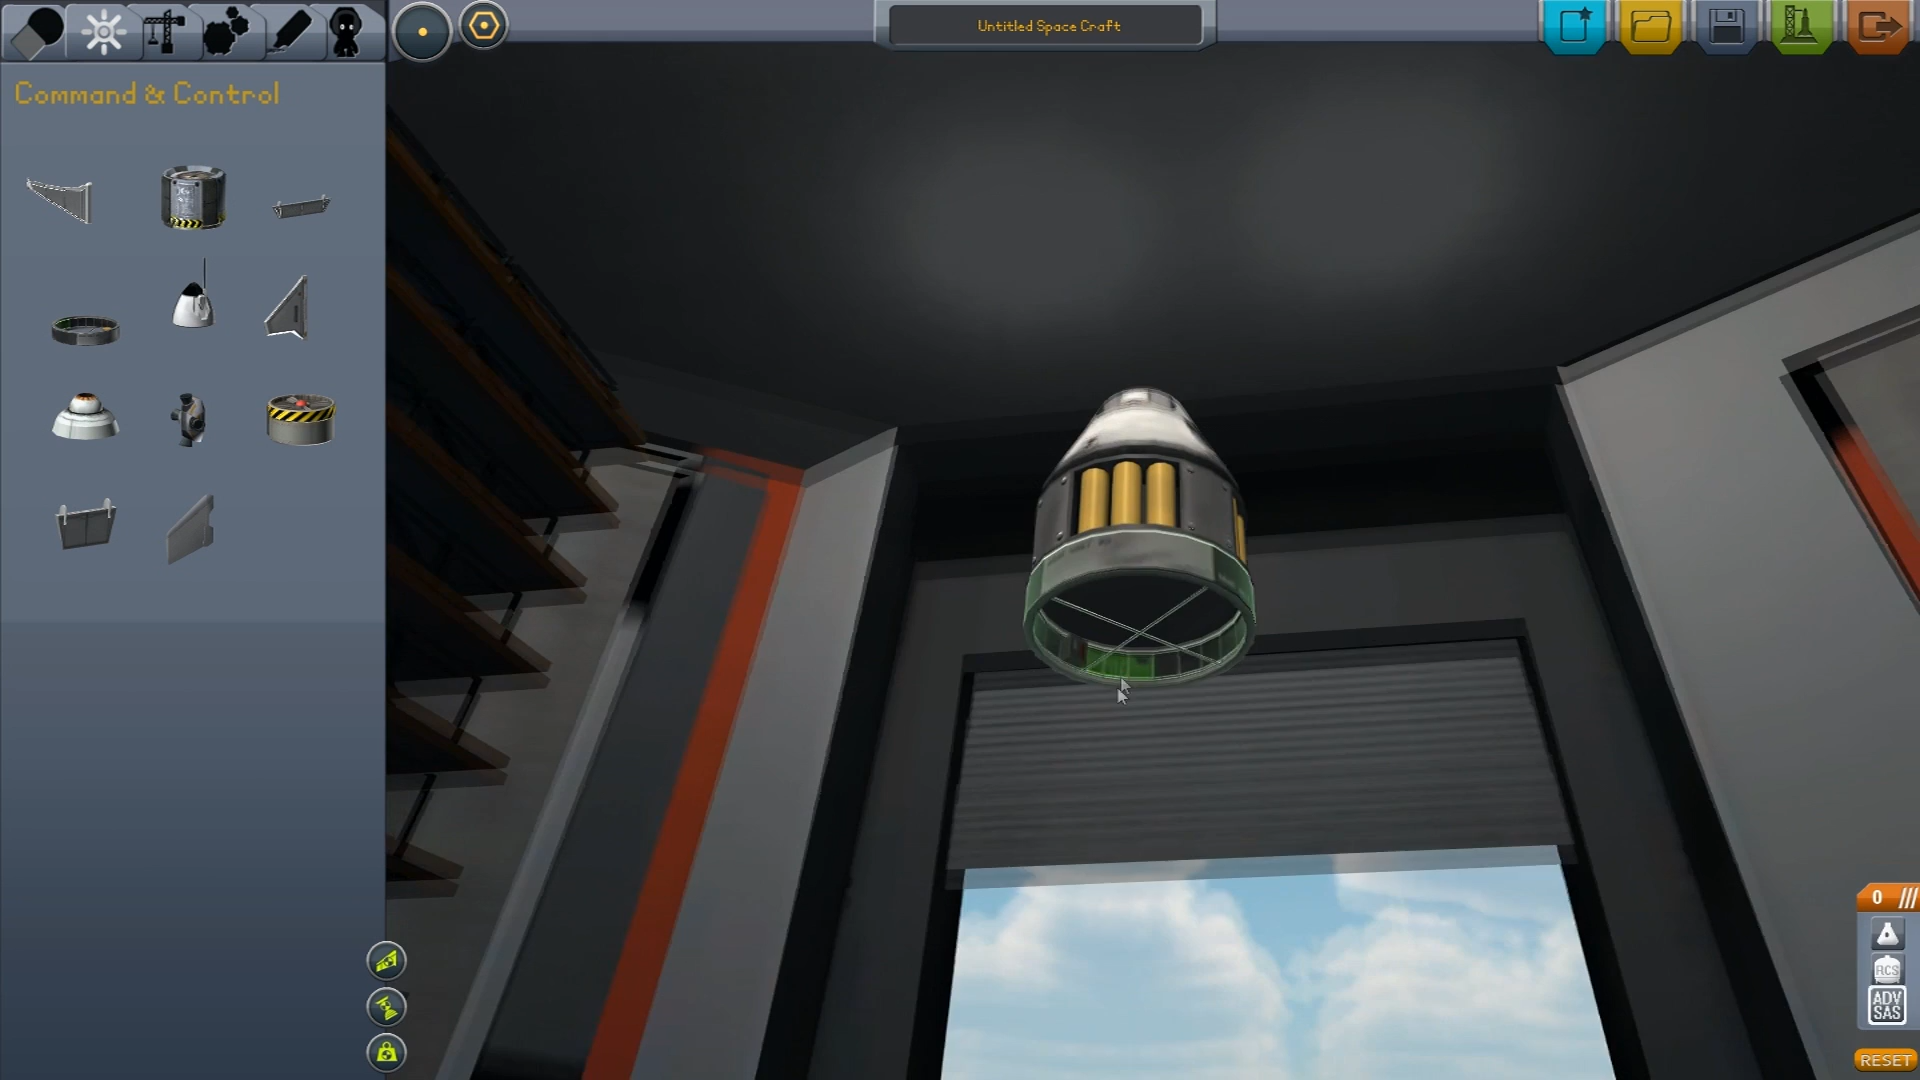 Untitled Space Craft
Command & Control
0
RCS
ADV
SAS
RESET